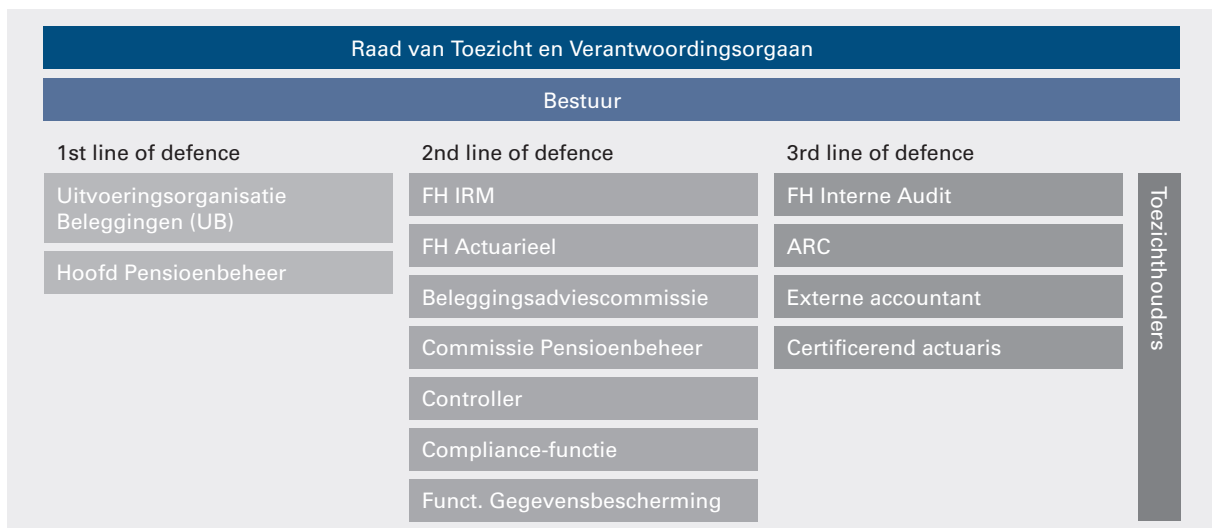 Raad van Toezicht en Verantwoordingsorgaan
Bestuur
1st line of defence
Uitvoeringsorganisatie
Beleggingen (UB)
Hoofd Pensioenbeheer
2nd line of defence
FH IRM
FH Actuarieel
Beleggingsadviescommissie
Commissie Pensioenbeheer
Controller
Compliance-functie
Funct. Gegevensbescherming
3rd line of defence
FH Interne Audit
ARC
Externe accountant
Certificerend actuaris
Toezichthouders